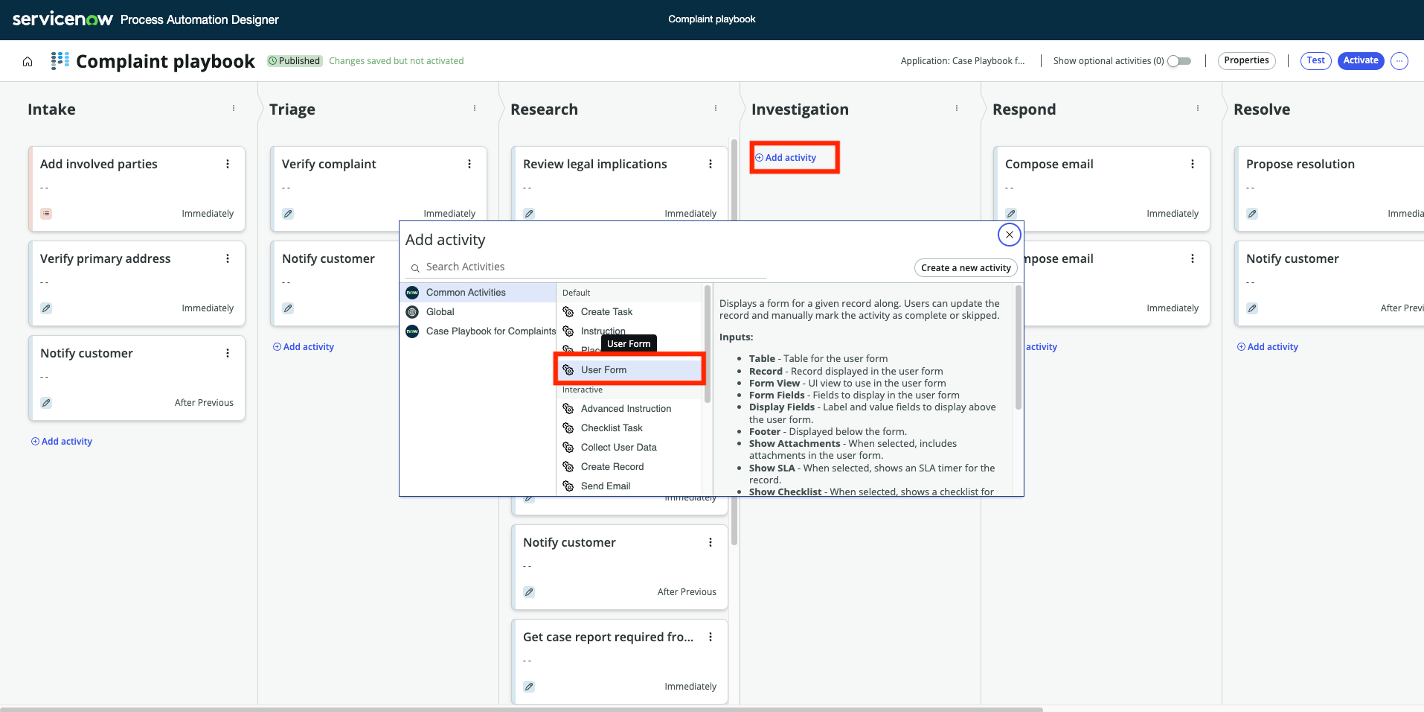 servicenow Process Automation Designer
Complaint playbook
Complaint playbook
Published
Changes saved but not activated
Application: Case Playbook f...
Show optional activities (0)
Properties
Test
Activate
Intake
Triage
Research
Investigation
Respond
Resolve
Add involved parties
- -
Immediately
Verify primary address
- -
Immediately
Notify customer
- -
After Previous
Add activity
Verify complaint
- -
Immediately
Notify customer
- -
Add activity
Review legal implications
- -
Immediately
Immediately
Notify customer
- -
After Previous
Get case report required fro...
- -
Immediately
Add activity
Compose email
- -
Immediately
mpose email
Immediately
activity
Propose resolution
- -
Immedia
Notify customer
- -
After Previ
Add activity
Add activity
Search Activities
Create a new activity
Common Activities
Global
Case Playbook for Complaints
Default
Create Task
Instruction
User Form
User Form
Interactive
Advanced Instruction
Checklist Task
Collect User Data
Create Record
Send Email
Displays a form for a given record along. Users can update the
record and manually mark the activity as complete or skipped.
Inputs:
• Table - Table for the user form
• Record - Record displayed in the user form
• Form View - UI view to use in the user form
• Form Fields - Fields to display in the user form
• Display Fields - Label and value fields to display above
the user form.
• Footer - Displayed below the form.
• Show Attachments - When selected, includes
attachments in the user form.
• Show SLA - When selected, shows an SLA timer for the
record.
• Show Checklist - When selected, shows a checklist for